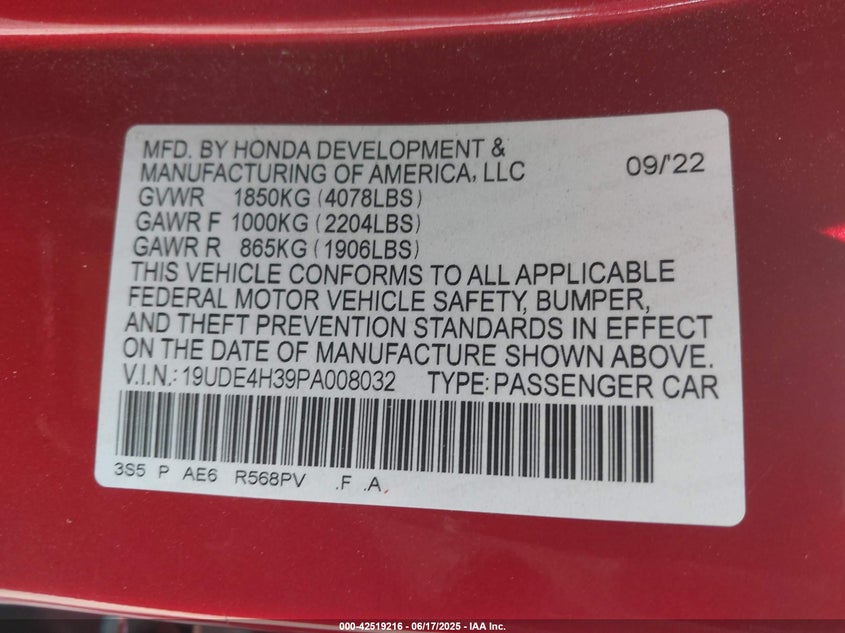 MFD. BY HONDA DEVELOPMENT &
MANUFACTURING OF AMERICA, LLC 09/'22
GVWR 1850KG (4078LBS)
GAWR F 1000KG (2204LBS)
GAWR R 865KG (1906LBS)
THIS VEHICLE CONFORMS TO ALL APPLICABLE
FEDERAL MOTOR VEHICLE SAFETY, BUMPER,
AND THEFT PREVENTION STANDARDS IN EFFECT
ON THE DATE OF MANUFACTURE SHOWN ABOVE.
V.I.N.: 19UDE4H39PA008032 TYPE: PASSENGER CAR
3S5 P AE6 R568PV .F .A.
000-42519216 - 06/17/2025 - IAA Inc.